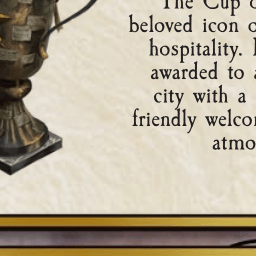 The Cup o
beloved icon o
hospitality.
awarded to a
city with a
friendly welcom
atmo